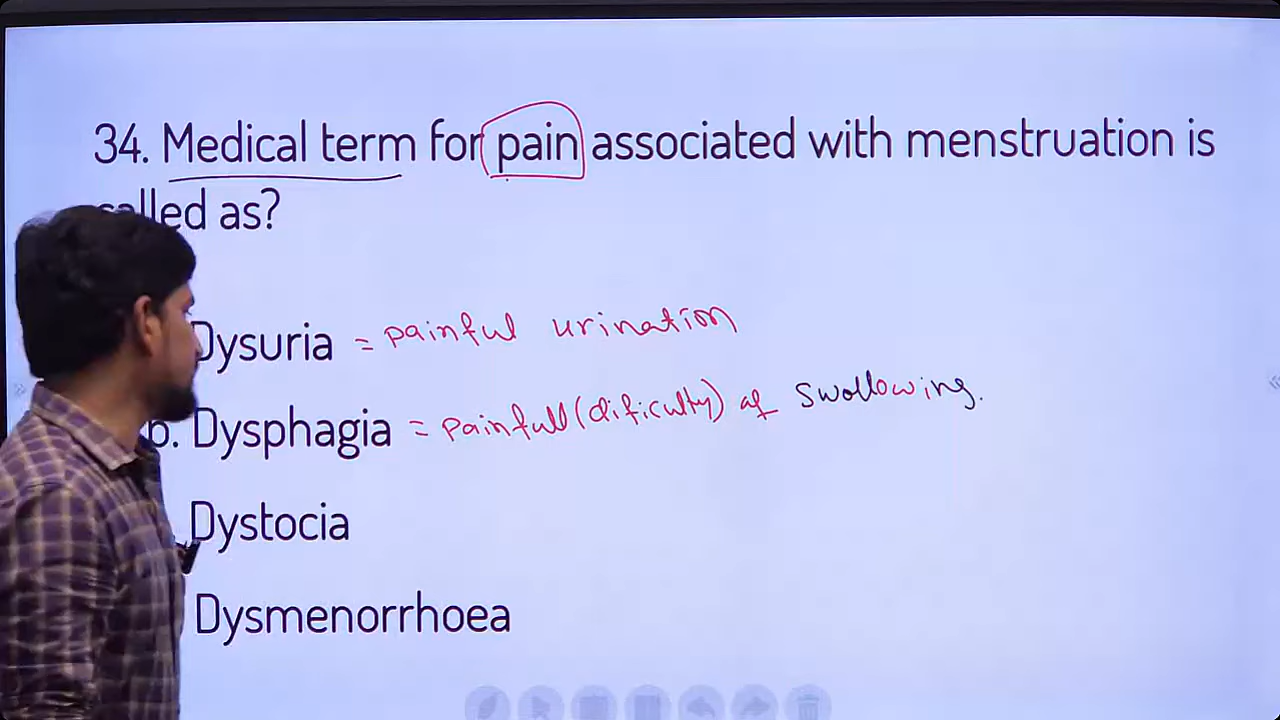 34. Medical term for pain associated with menstruation is
called as?
Dysuria = painful urination
b. Dysphagia = painfull (dificulty) of swollowing.
Dystocia
Dysmenorrhoea